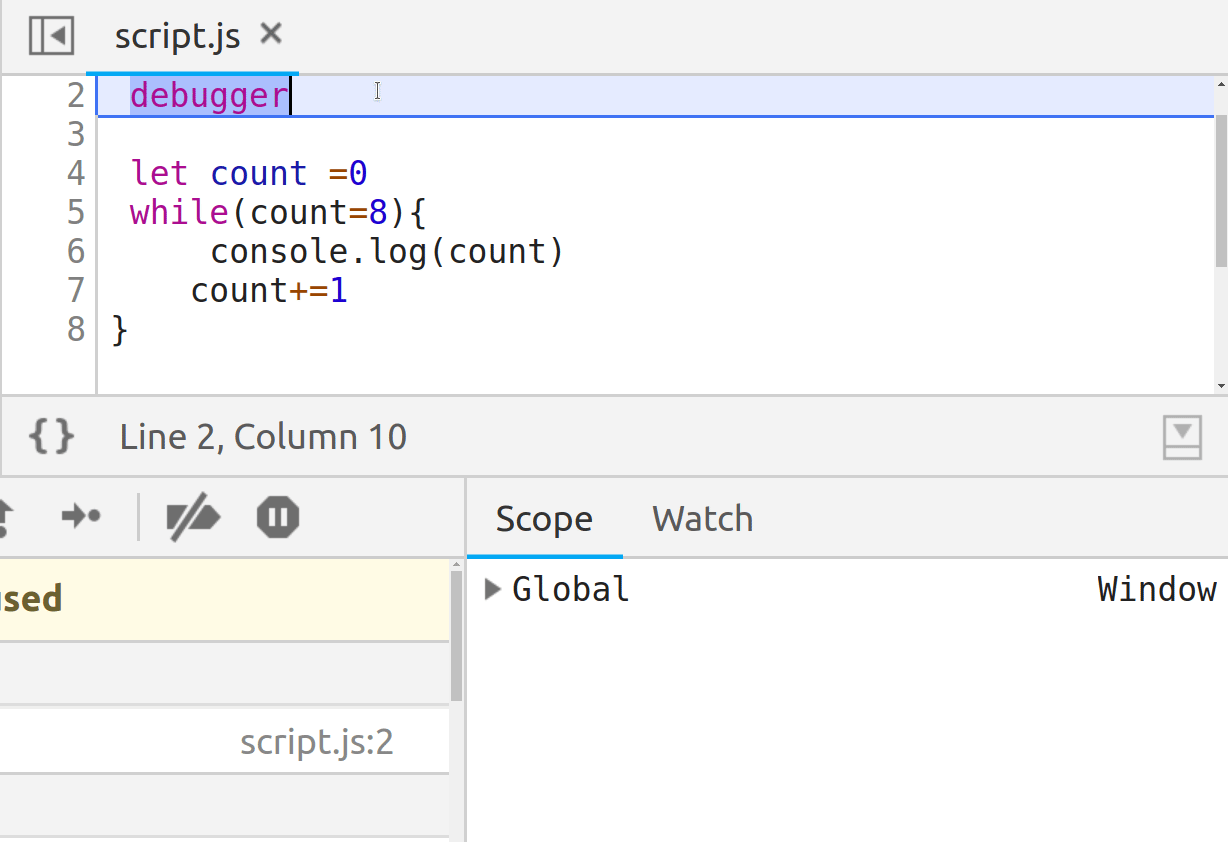 script.js ×
2 debugger
3
4 let count =0
5 while(count=8){
6 console.log(count)
7 count+=1
8 }
{} Line 2, Column 10
Scope Watch
Global Window
sed
script.js:2